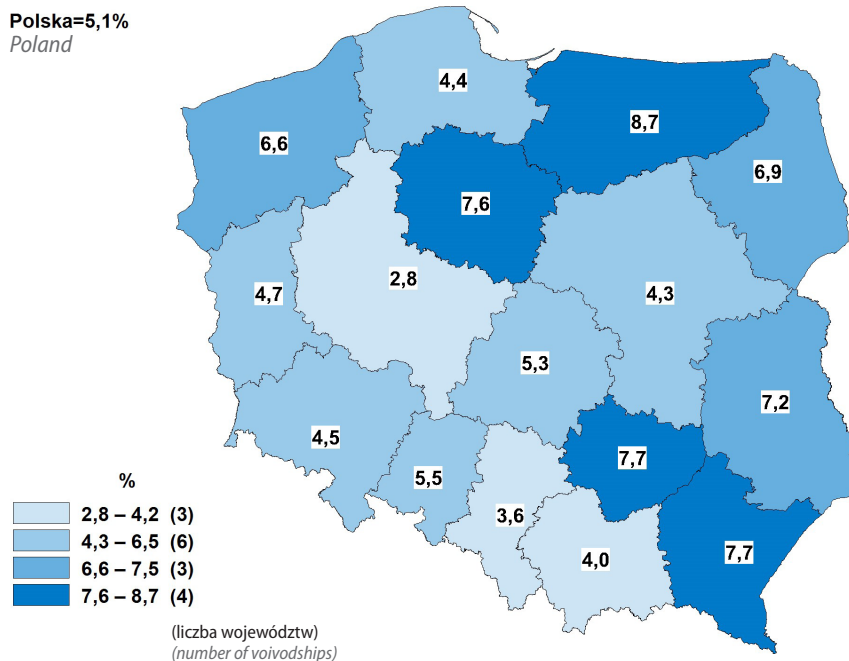 Polska=5,1%
Poland
4,4
8,7
6,6
6,9
7,6
2,8
4,7
4,3
5,3
7,2
4,5
7,7
5,5
3,6
7,7
4,0
%
2,8 – 4,2 (3)
4,3 – 6,5 (6)
6,6 – 7,5 (3)
7,6 – 8,7 (4)
(liczba województw)
(number of voivodships)